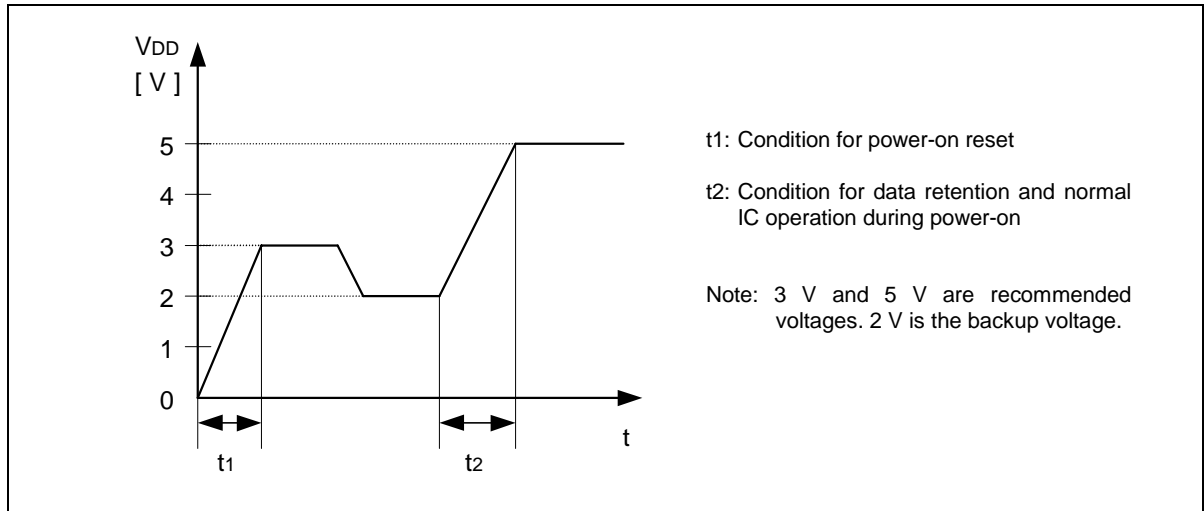 VDD
[ V ]
5
4
3
2
1
0
t1
t2
t
t1: Condition for power-on reset
t2: Condition for data retention and normal
IC operation during power-on
Note: 3 V and 5 V are recommended
voltages. 2 V is the backup voltage.